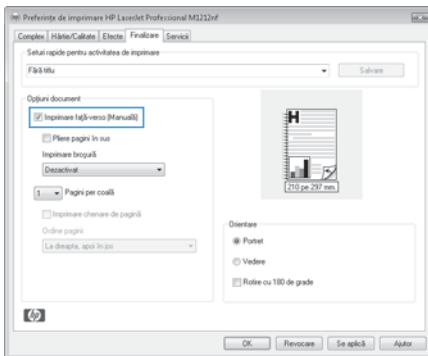 Preferințe de imprimare HP LaserJet Professional M1212nf
Complex Hârtie/Calitate Efecte Finalizare Servicii
Seturi rapide pentru activitatea de imprimare
Fără titlu
Salvare
Opțiuni document
Imprimare față-verso (Manuală)
Pliere pagini în sus
Imprimare broșură
Dezactivat
1 Pagini per coală
Imprimare chenare de pagină
Ordine pagini
La dreapta, apoi în jos
H
210 pe 297 mm.
Orientare
Portret
Vedere
Rotire cu 180 de grade
hp
OK Revocare Se aplică Ajutor